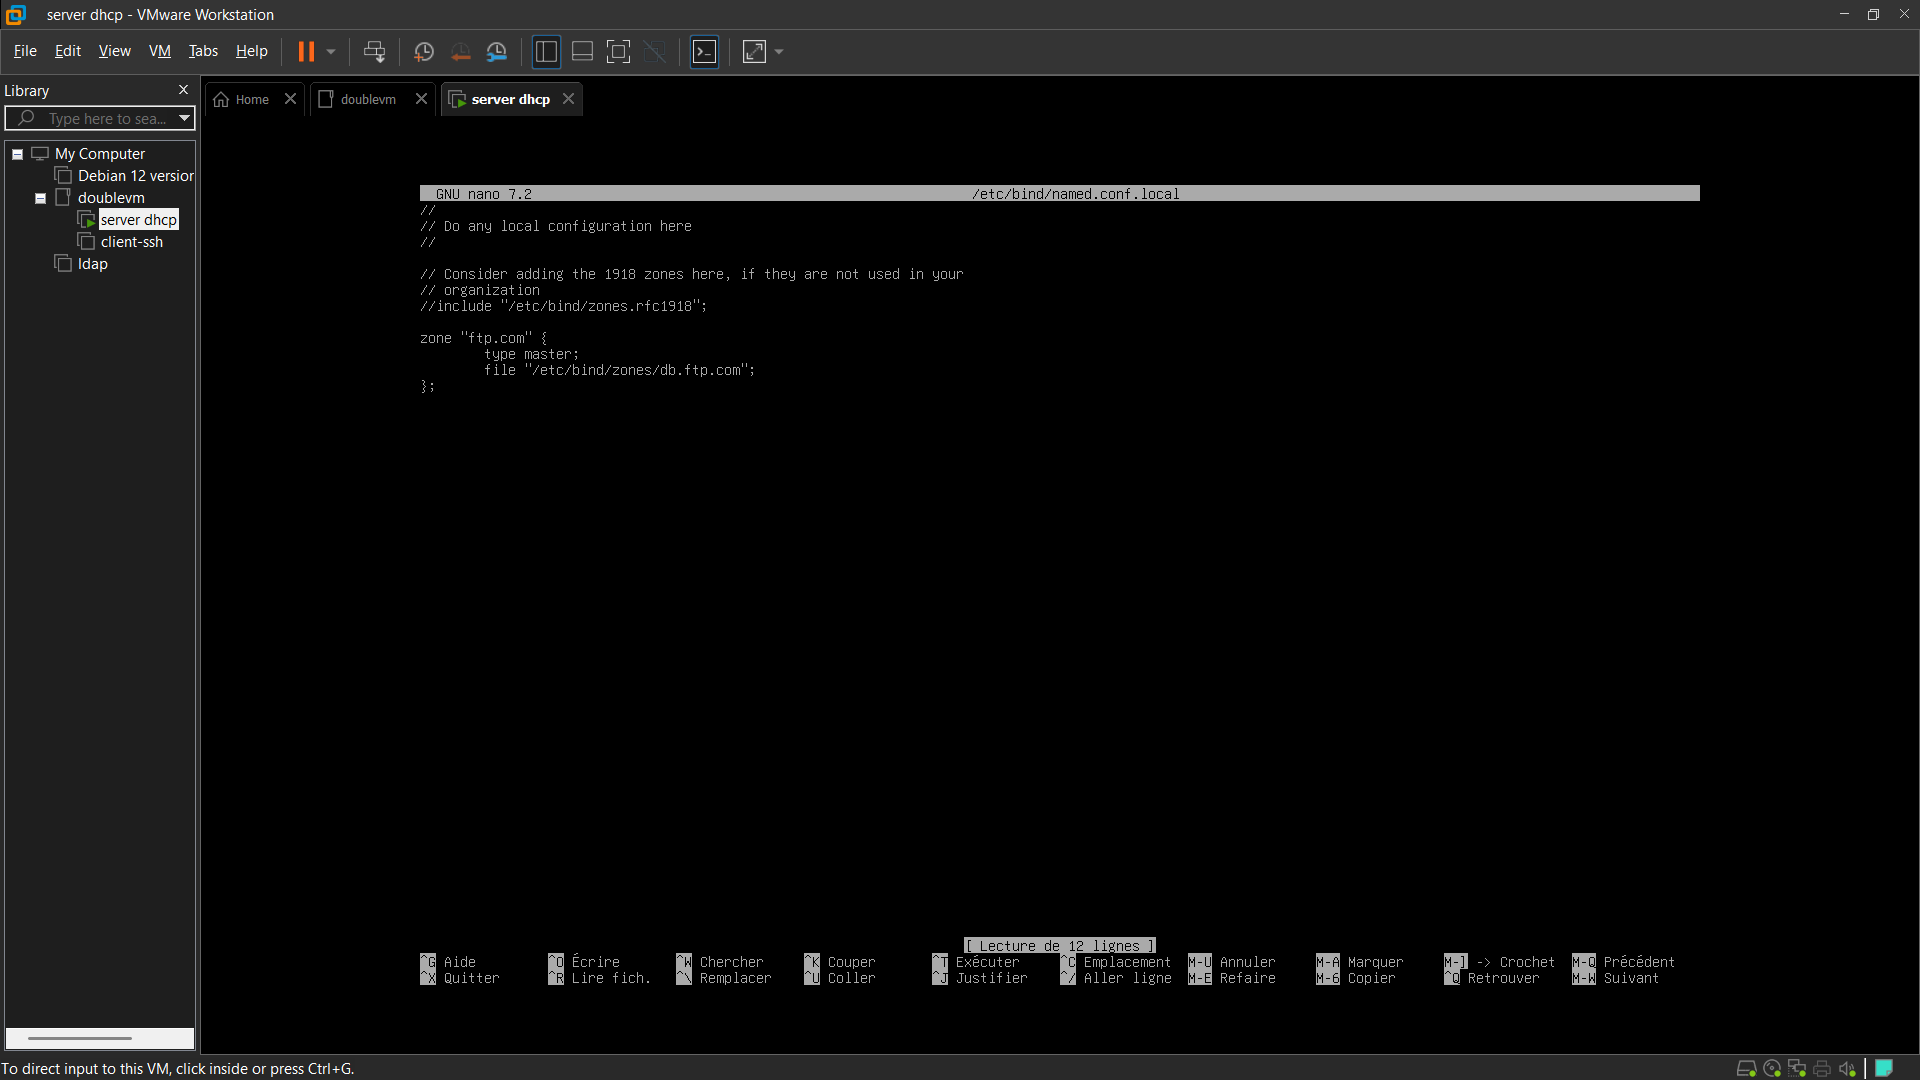 server dhcp - VMware Workstation
File Edit View VM Tabs Help
Library
Type here to sea...
My Computer
Debian 12 version
doublevm
server dhcp
client-ssh
ldap
Home doublevm server dhcp
GNU nano 7.2 /etc/bind/named.conf.local
//
// Do any local configuration here
//
// Consider adding the 1918 zones here, if they are not used in your
// organization
//include "/etc/bind/zones.rfc1918";
zone "ftp.com" {
type master;
file "/etc/bind/zones/db.ftp.com";
};
[ Lecture de 12 lignes ]
^G Aide ^O Écrire ^W Chercher ^K Couper ^T Exécuter ^C Emplacement M-U Annuler M-A Marquer M-] -> Crochet M-Q Précédent
^X Quitter ^R Lire fich. ^\ Remplacer ^U Coller ^J Justifier ^/ Aller ligne M-E Refaire M-6 Copier ^Q Retrouver M-W Suivant
To direct input to this VM, click inside or press Ctrl+G.